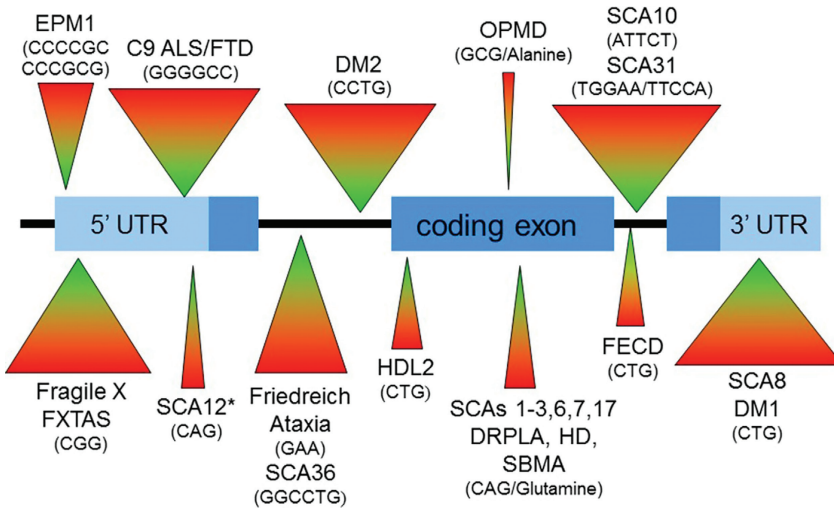 EPM1
(CCCCGC
CCCGCG)
C9 ALS/FTD
(GGGGCC)
DM2
(CCTG)
OPMD
(GCG/Alanine)
SCA10
(ATTCT)
SCA31
(TGGAA/TTCCA)
5’ UTR
coding exon
3’ UTR
Fragile X
FXTAS
(CGG)
SCA12*
(CAG)
Friedreich
Ataxia
(GAA)
SCA36
(GGCCTG)
HDL2
(CTG)
SCAs 1-3,6,7,17
DRPLA, HD,
SBMA
(CAG/Glutamine)
FECD
(CTG)
SCA8
DM1
(CTG)